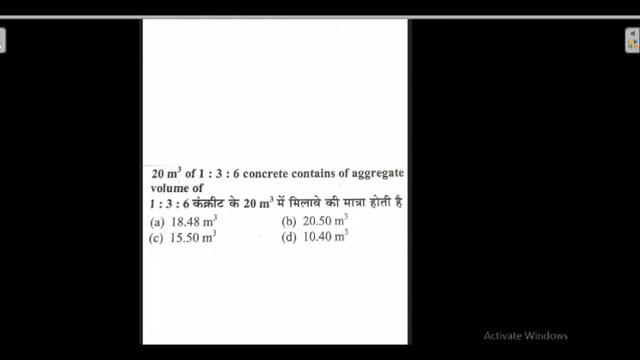 20 m³ of 1 : 3 : 6 concrete contains of aggregate
volume of
1 : 3 : 6 कंक्रीट के 20 m³ में मिलावे की मात्रा होती है
(a) 18.48 m³ (b) 20.50 m³
(c) 15.50 m³ (d) 10.40 m³
Activate Windows